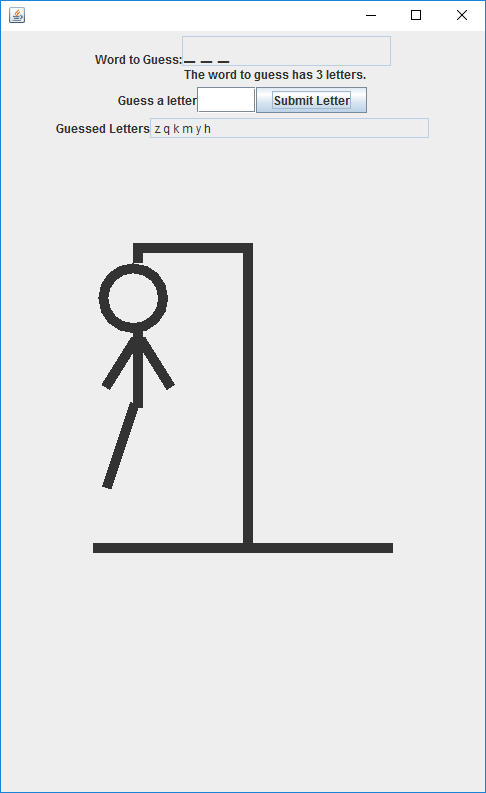 Word to Guess: _ _ _
The word to guess has 3 letters.
Guess a letter Submit Letter
Guessed Letters z q k m y h